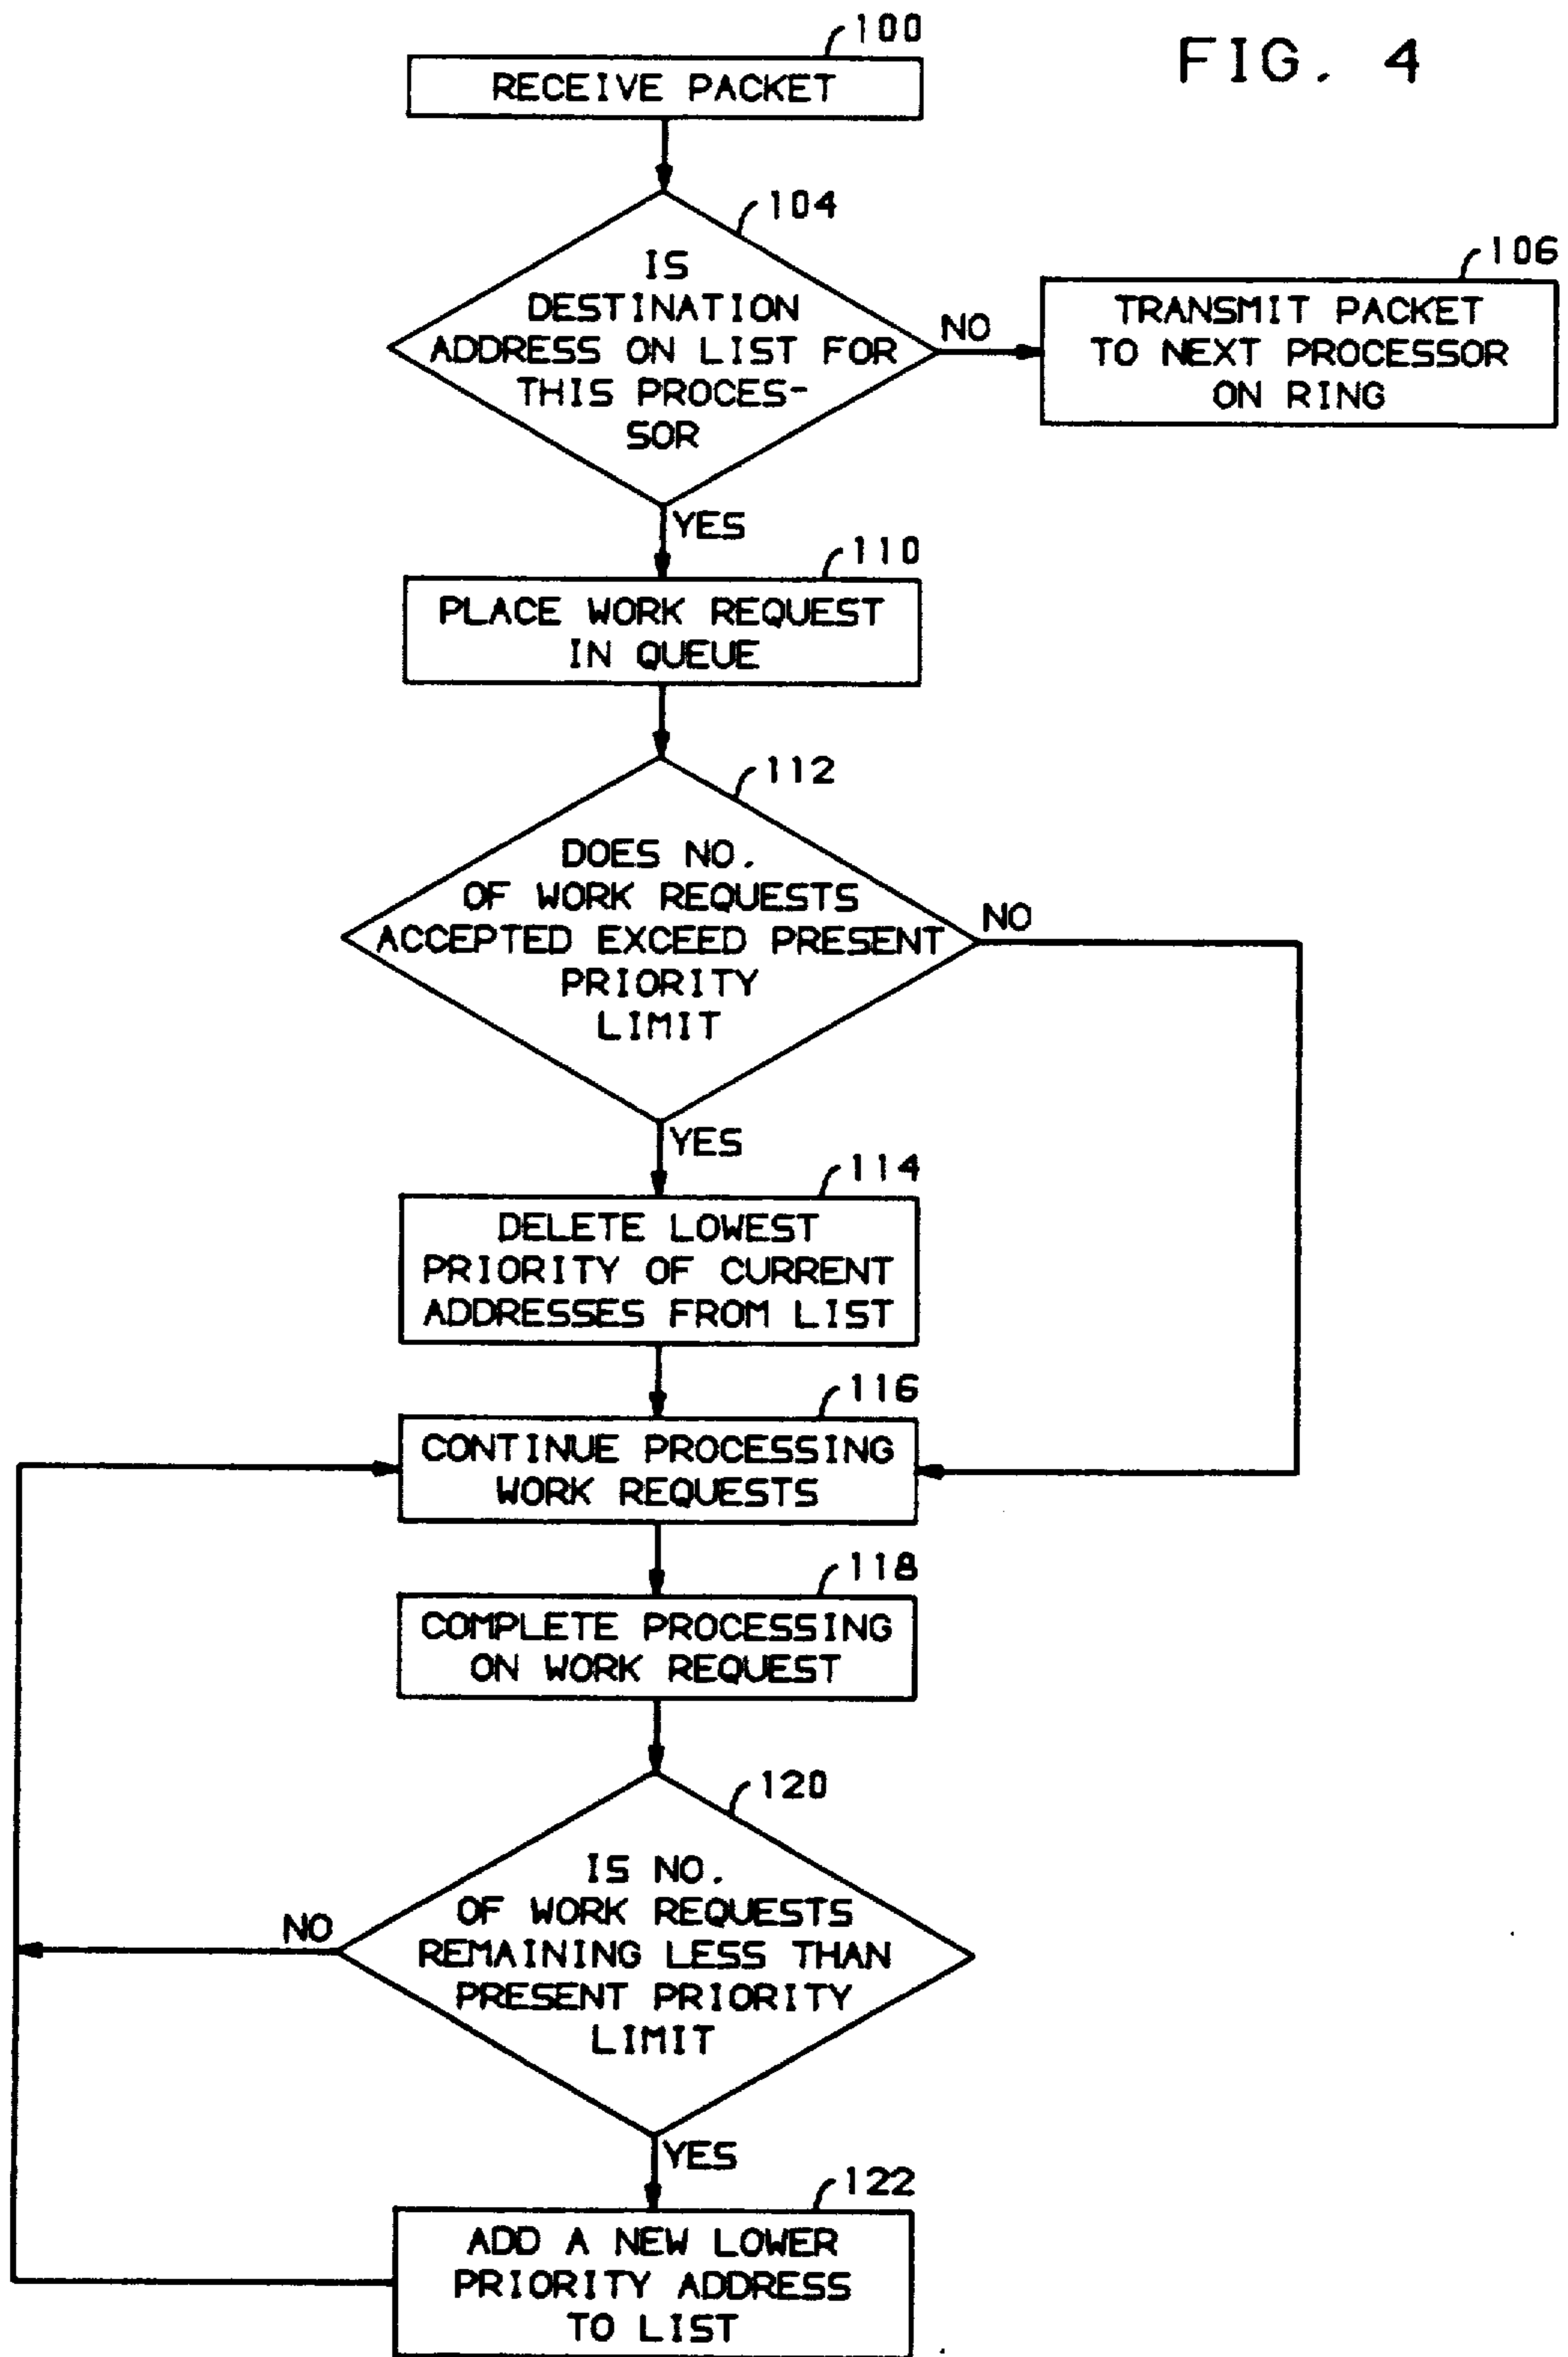 FIG. 4
100
RECEIVE PACKET
104
IS
DESTINATION
ADDRESS ON LIST FOR
THIS PROCES-
SOR
NO
106
TRANSMIT PACKET
TO NEXT PROCESSOR
ON RING
YES
110
PLACE WORK REQUEST
IN QUEUE
112
DOES NO.
OF WORK REQUESTS
ACCEPTED EXCEED PRESENT
PRIORITY
LIMIT
NO
YES
114
DELETE LOWEST
PRIORITY OF CURRENT
ADDRESSES FROM LIST
116
CONTINUE PROCESSING
WORK REQUESTS
118
COMPLETE PROCESSING
ON WORK REQUEST
120
IS NO.
OF WORK REQUESTS
REMAINING LESS THAN
PRESENT PRIORITY
LIMIT
NO
YES
122
ADD A NEW LOWER
PRIORITY ADDRESS
TO LIST